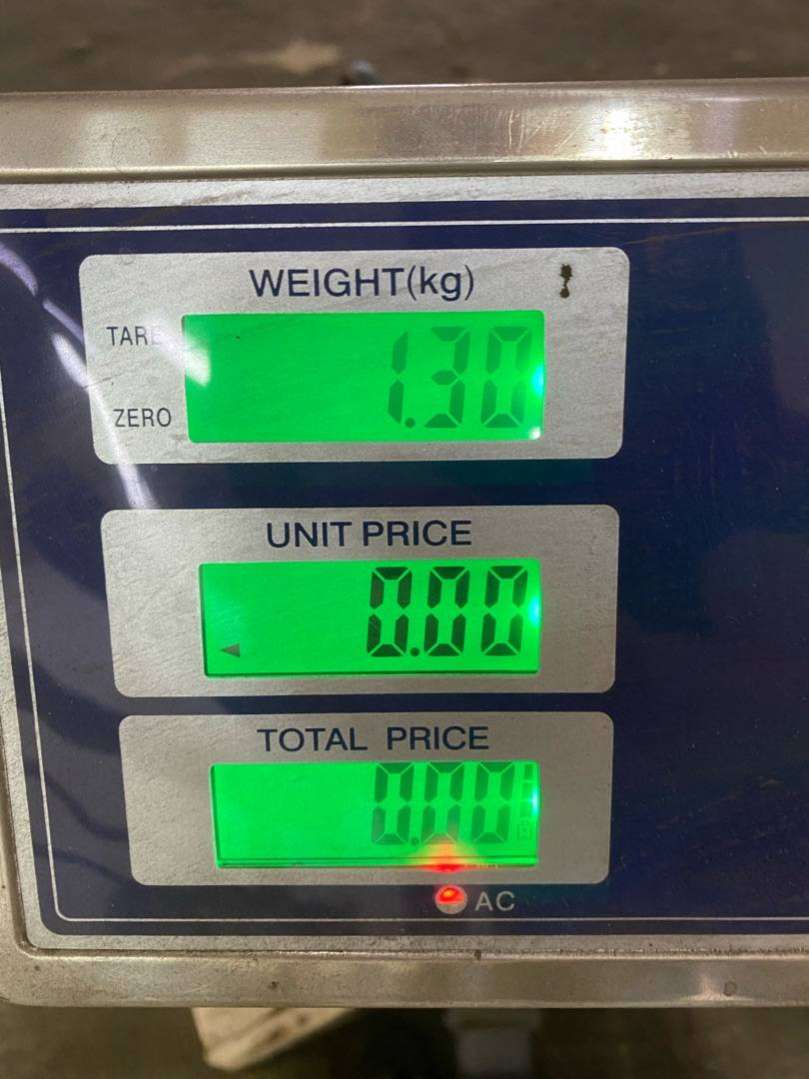 WEIGHT(kg)
TARE
1.30
ZERO
UNIT PRICE
0.00
TOTAL PRICE
0.00
AC